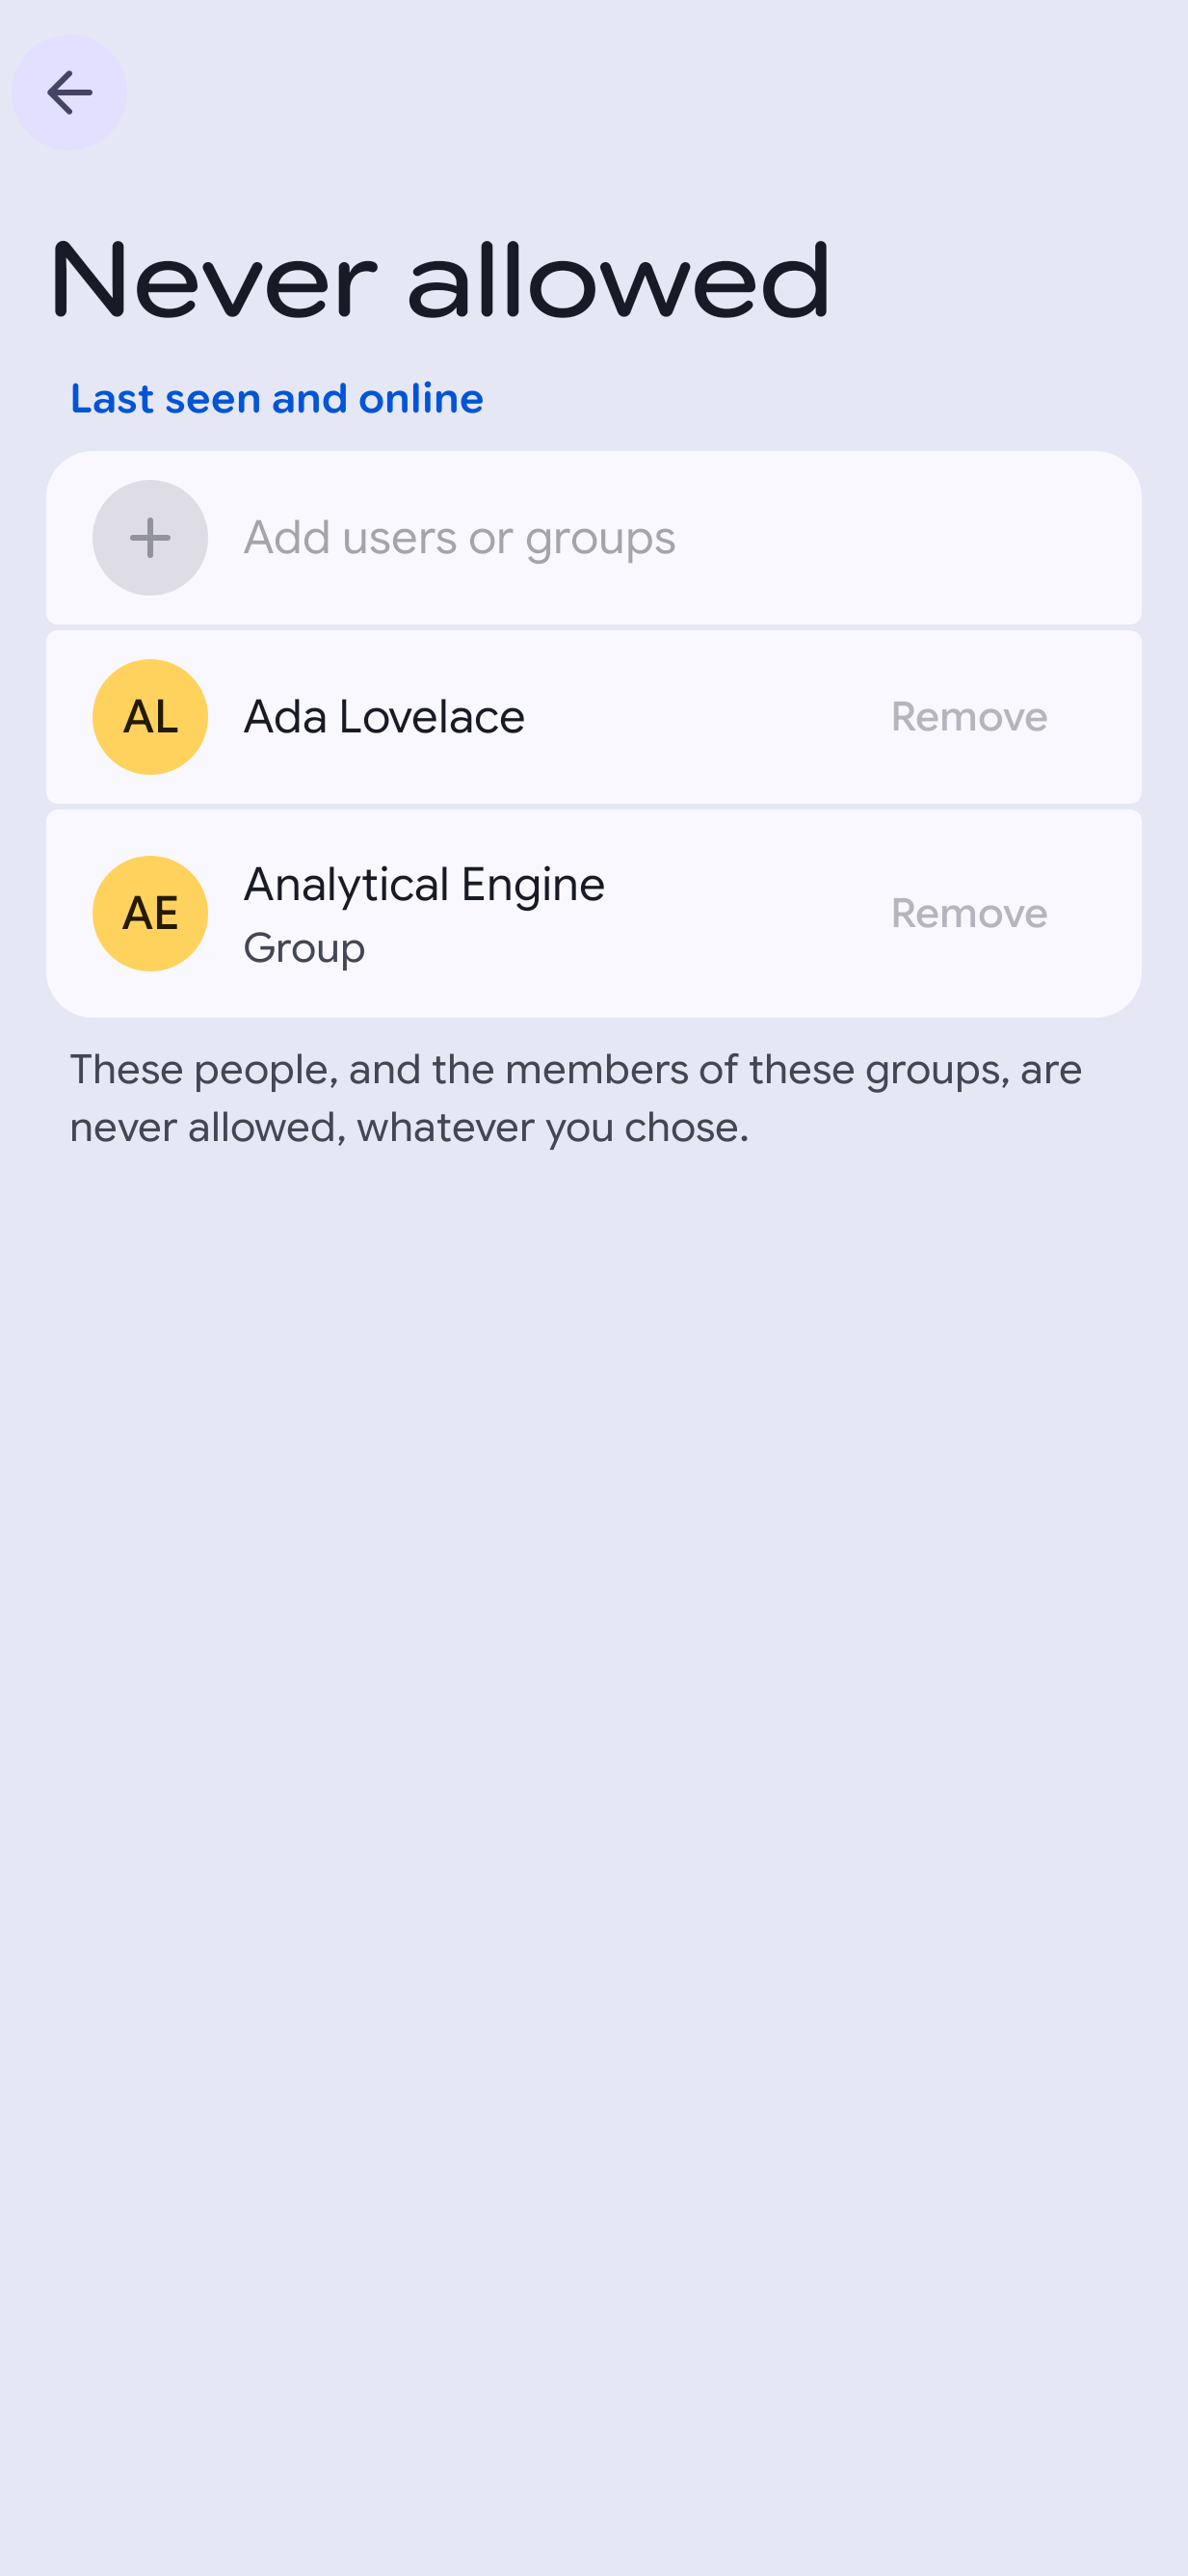 Never allowed
Last seen and online
Add users or groups
AL Ada Lovelace Remove
AE Analytical Engine Remove
Group
These people, and the members of these groups, are
never allowed, whatever you chose.